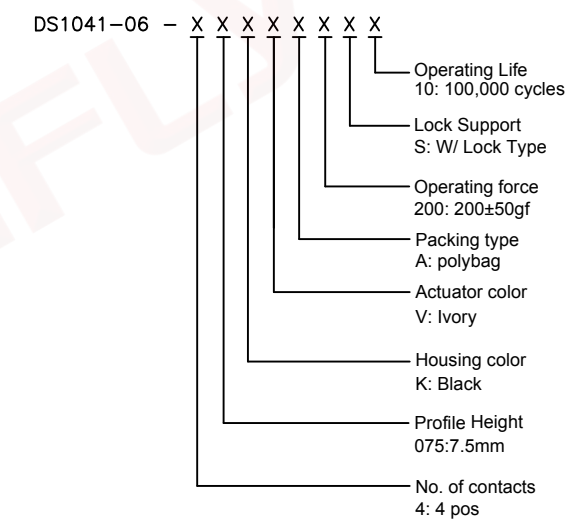 DS1041-06 - X X X X X X X X
Operating Life
10: 100,000 cycles
Lock Support
S: W/ Lock Type
Operating force
200: 200±50gf
Packing type
A: polybag
Actuator color
V: Ivory
Housing color
K: Black
Profile Height
075:7.5mm
No. of contacts
4: 4 pos